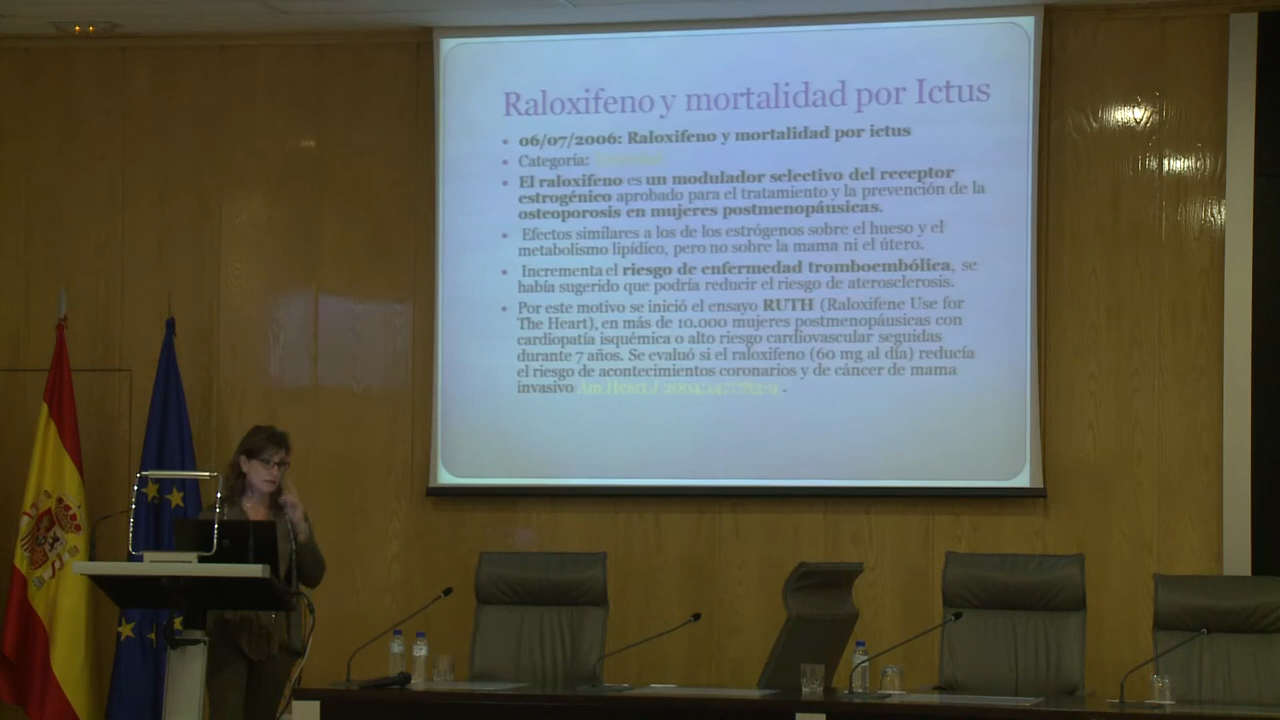 Raloxifeno y mortalidad por Ictus
06/07/2006: Raloxifeno y mortalidad por ictus
Categoría:
El raloxifeno es un modulador selectivo del receptor
estrogénico aprobado para el tratamiento y la prevención de la
osteoporosis en mujeres postmenopáusicas.
Efectos similares a los de los estrógenos sobre el hueso y el
metabolismo lipídico, pero no sobre la mama ni el útero.
Incrementa el riesgo de enfermedad tromboembólica, se
había sugerido que podría reducir el riesgo de aterosclerosis.
Por este motivo se inició el ensayo RUTH (Raloxifene Use for
The Heart), en más de 10.000 mujeres postmenopáusicas con
cardiopatía isquémica o alto riesgo cardiovascular seguidas
durante 7 años. Se evaluó si el raloxifeno (60 mg al día) reducía
el riesgo de acontecimientos coronarios y de cáncer de mama
invasivo Am Heart J